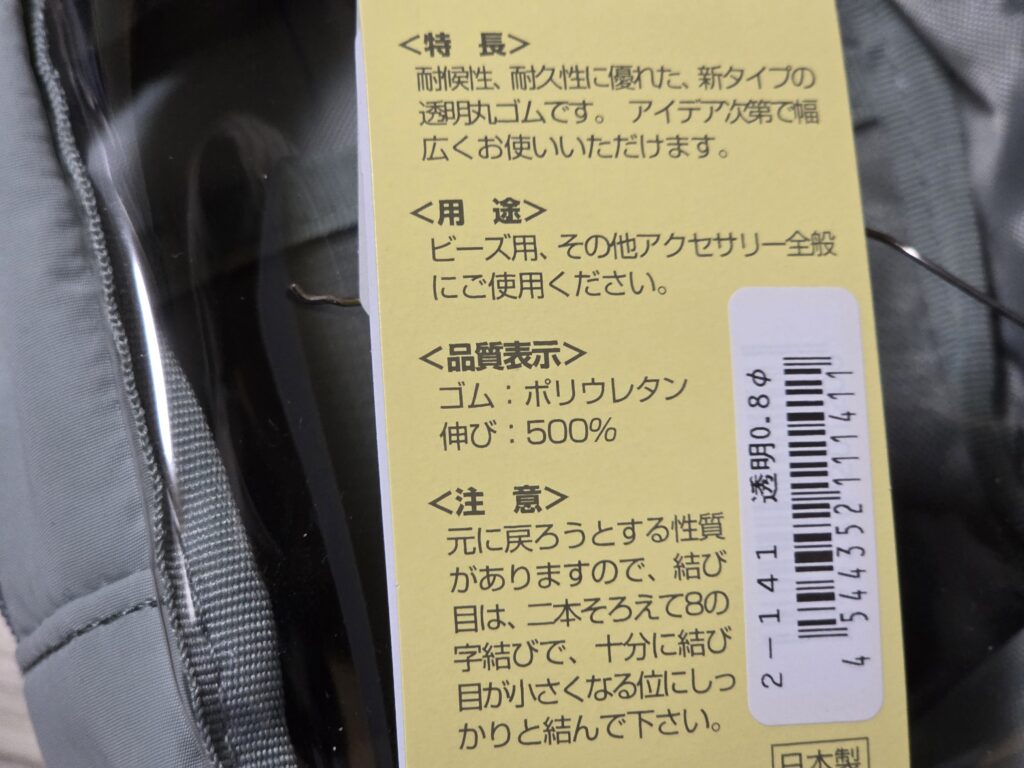 <特 長>
耐候性、耐久性に優れた、新タイプの
透明丸ゴムです。 アイデア次第で幅
広くお使いいただけます。
<用 途>
ビーズ用、その他アクセサリー全般
にご使用ください。
<品質表示>
ゴム：ポリウレタン
伸び：500%
<注 意>
元に戻ろうとする性質
がありますので、結び
目は、二本そろえて8の
字結びで、十分に結び
目が小さくなる位にしっ
かりと結んで下さい。
2-141 透明0.8φ
4544352111411
日本製